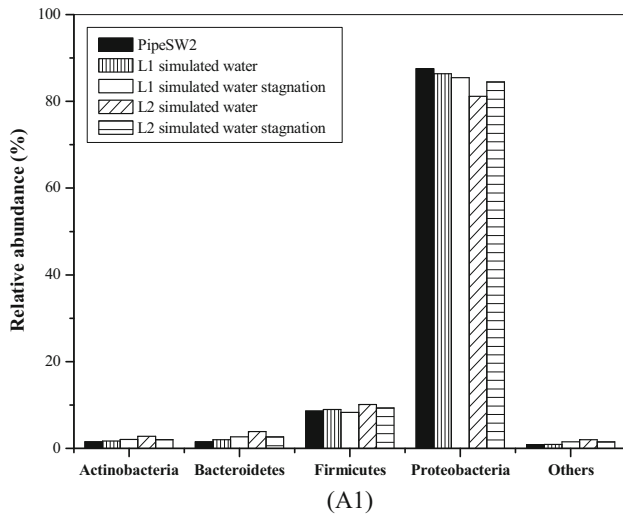 100
80
60
40
20
0
Relative abundance (%)
PipeSW2
L1 simulated water
L1 simulated water stagnation
L2 simulated water
L2 simulated water stagnation
Actinobacteria Bacteroidetes Firmicutes Proteobacteria Others
(A1)